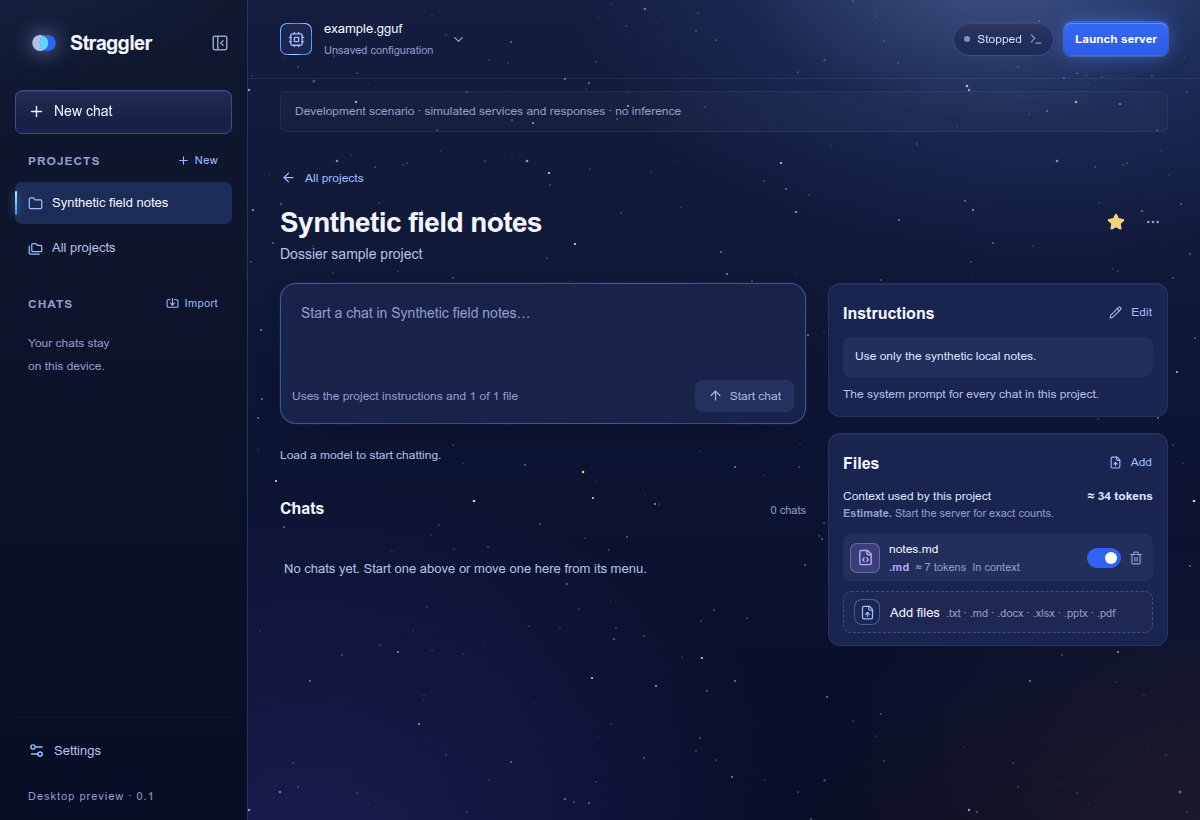 Straggler
New chat
PROJECTS
New
Synthetic field notes
All projects
CHATS
Import
Your chats stay
on this device.
Settings
Desktop preview · 0.1
example.gguf
Unsaved configuration
Stopped
Launch server
Development scenario · simulated services and responses · no inference
All projects
Synthetic field notes
Dossier sample project
Start a chat in Synthetic field notes…
Uses the project instructions and 1 of 1 file
Start chat
Load a model to start chatting.
Chats
0 chats
No chats yet. Start one above or move one here from its menu.
Instructions
Edit
Use only the synthetic local notes.
The system prompt for every chat in this project.
Files
Add
Context used by this project
≈ 34 tokens
Estimate. Start the server for exact counts.
notes.md
.md ≈ 7 tokens In context
Add files .txt · .md · .docx · .xlsx · .pptx · .pdf